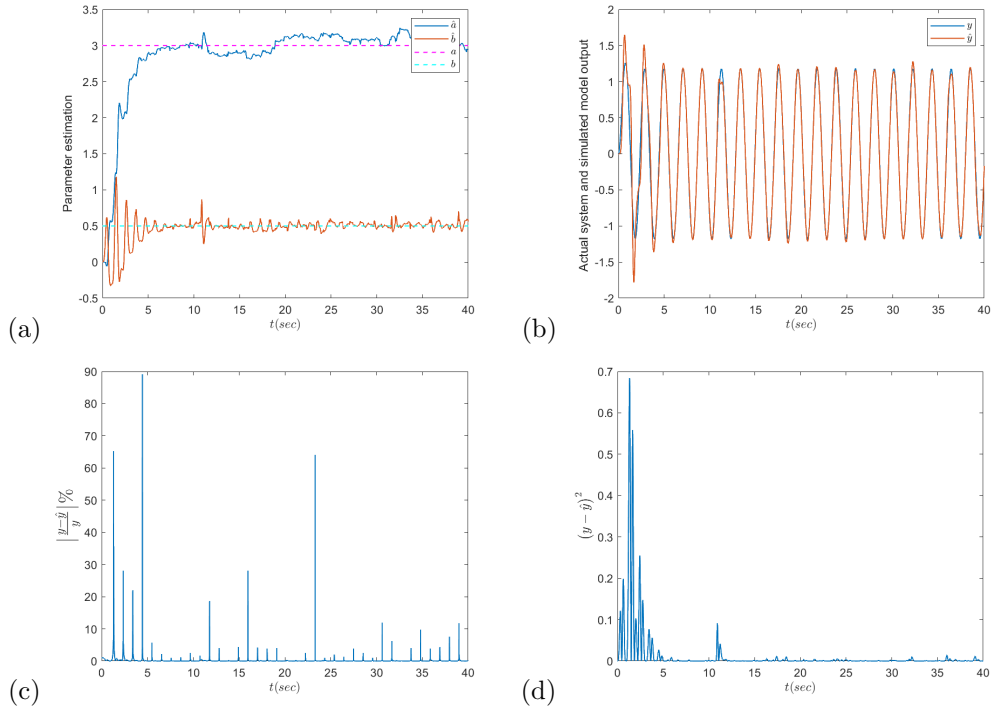 Parameter estimation
3.5
3
2.5
2
1.5
1
0.5
0
-0.5
0 5 10 15 20 25 30 35 40
t(sec)
â
b̂
a
b
(a)
Actual system and simulated model output
2
1.5
1
0.5
0
-0.5
-1
-1.5
-2
0 5 10 15 20 25 30 35 40
t(sec)
y
ŷ
(b)
|(y−ŷ)/y|%
90
80
70
60
50
40
30
20
10
0
0 5 10 15 20 25 30 35 40
t(sec)
(c)
(y − ŷ)²
0.7
0.6
0.5
0.4
0.3
0.2
0.1
0
0 5 10 15 20 25 30 35 40
t(sec)
(d)